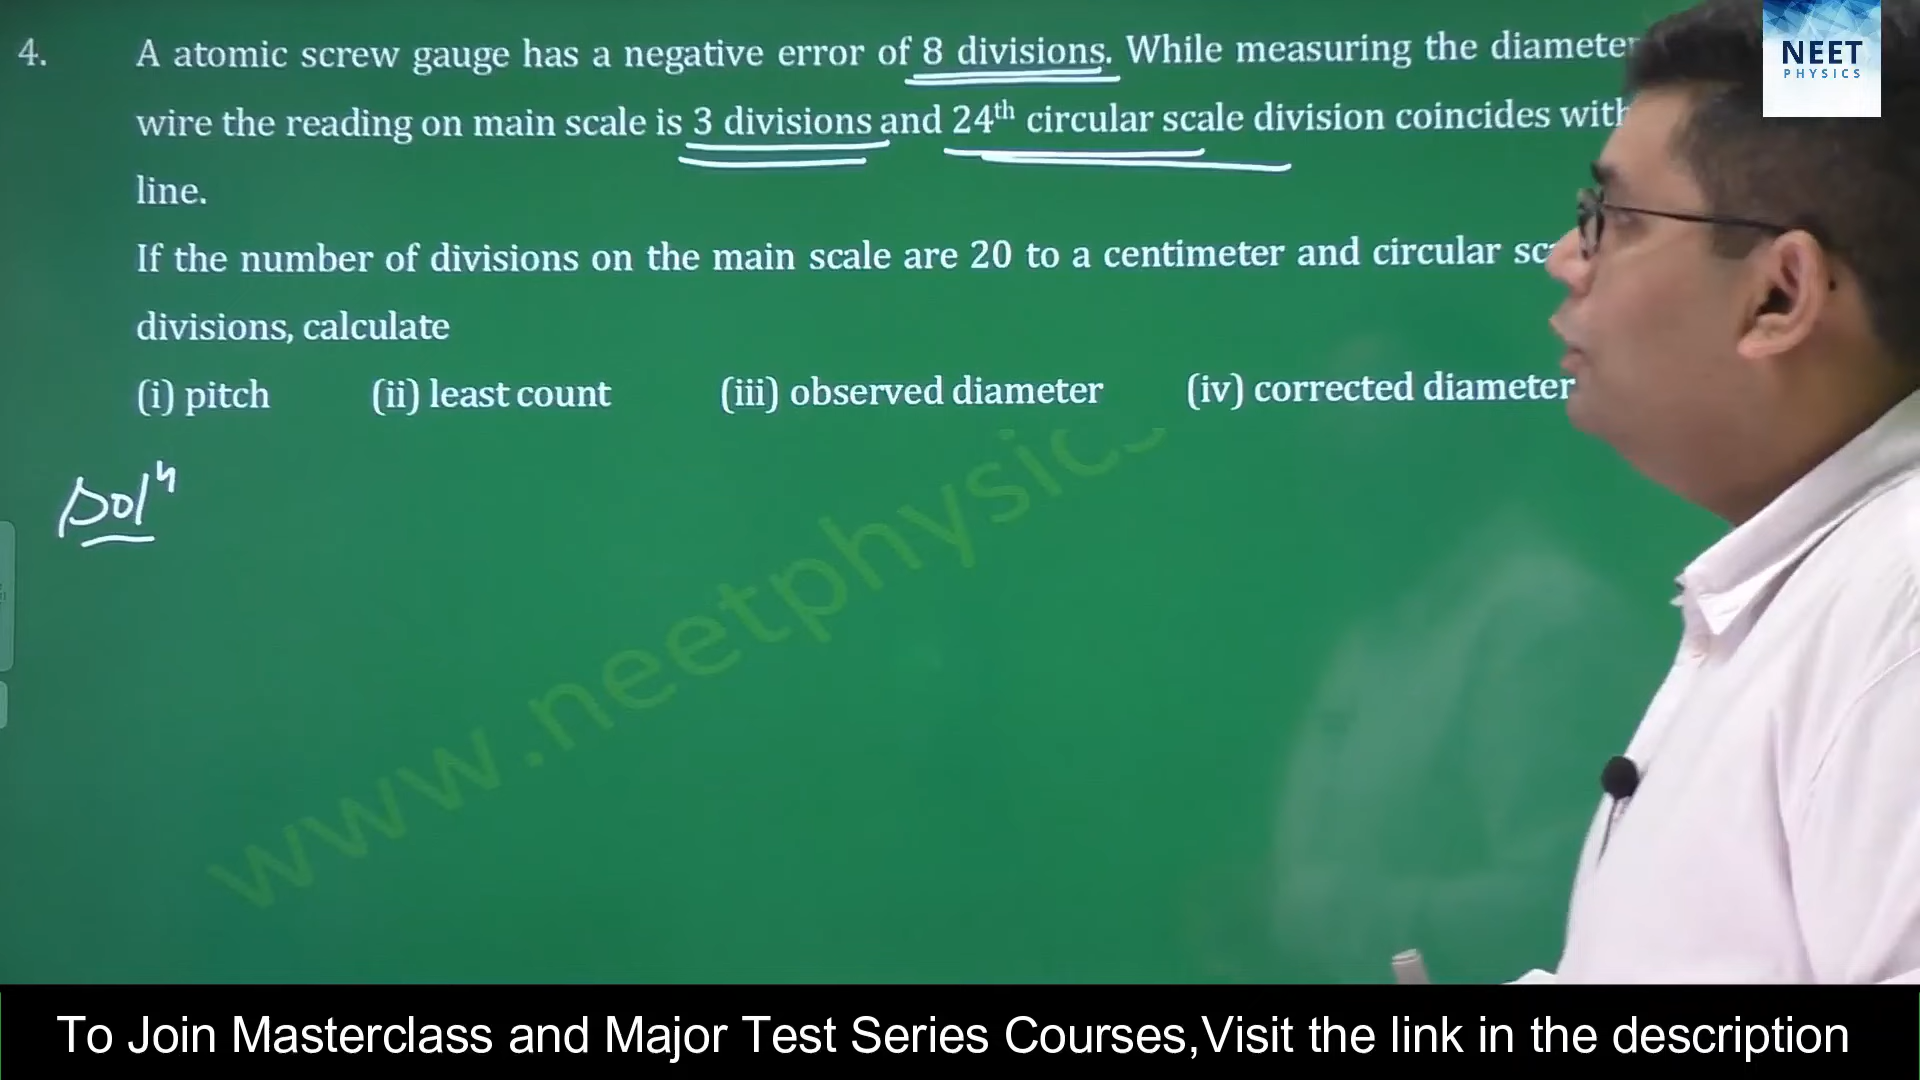 NEET
PHYSICS
4. A atomic screw gauge has a negative error of 8 divisions. While measuring the diameter
wire the reading on main scale is 3 divisions and 24th circular scale division coincides with
line.
If the number of divisions on the main scale are 20 to a centimeter and circular
divisions, calculate
(i) pitch (ii) least count (iii) observed diameter (iv) corrected diameter
Solⁿ
www.neetphysics
To Join Masterclass and Major Test Series Courses,Visit the link in the description